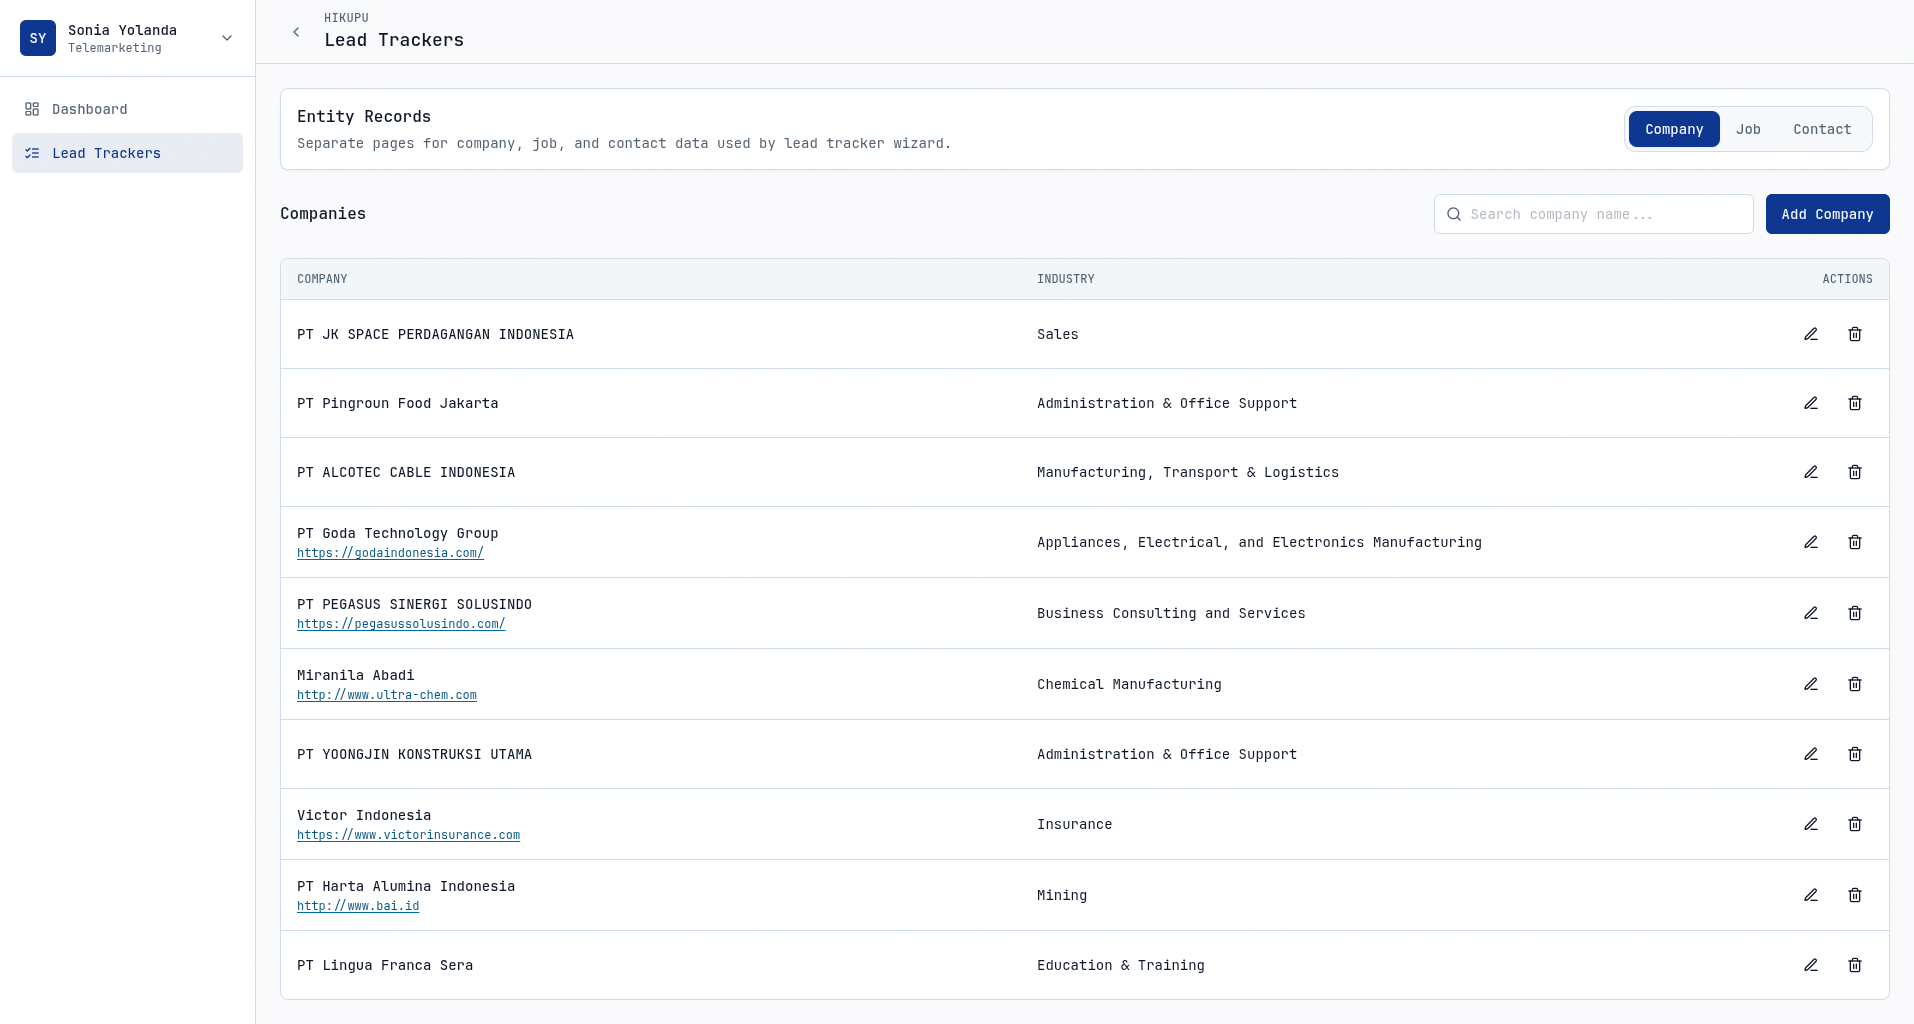 SY
Sonia Yolanda
Telemarketing
Dashboard
Lead Trackers
HIKUPU
Lead Trackers
Entity Records
Separate pages for company, job, and contact data used by lead tracker wizard.
Company Job Contact
Companies
Search company name...
Add Company
COMPANY INDUSTRY ACTIONS
PT JK SPACE PERDAGANGAN INDONESIA Sales
PT Pingroun Food Jakarta Administration & Office Support
PT ALCOTEC CABLE INDONESIA Manufacturing, Transport & Logistics
PT Goda Technology Group
https://godaindonesia.com/
Appliances, Electrical, and Electronics Manufacturing
PT PEGASUS SINERGI SOLUSINDO
https://pegasussolusindo.com/
Business Consulting and Services
Miranila Abadi
http://www.ultra-chem.com
Chemical Manufacturing
PT YOONGJIN KONSTRUKSI UTAMA Administration & Office Support
Victor Indonesia
https://www.victorinsurance.com
Insurance
PT Harta Alumina Indonesia
http://www.bai.id
Mining
PT Lingua Franca Sera Education & Training